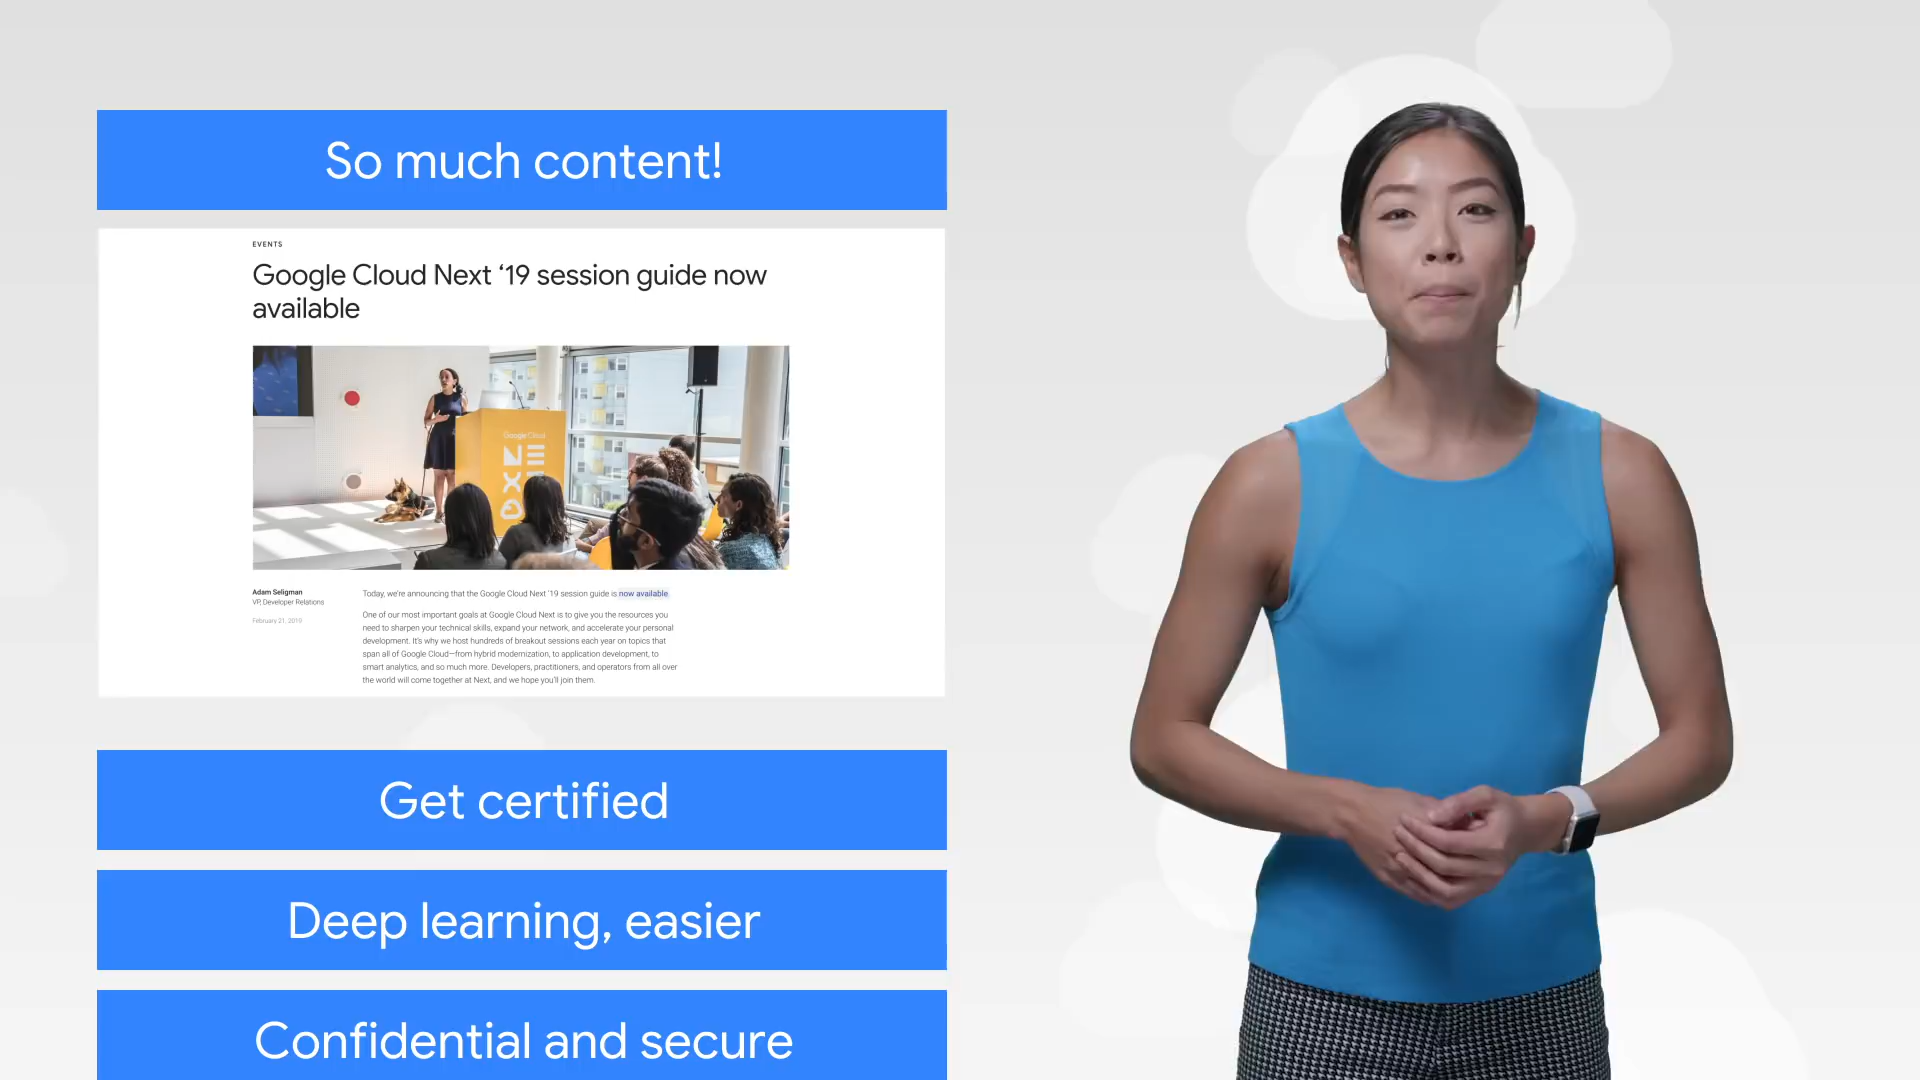 So much content!
EVENTS
Google Cloud Next ‘19 session guide now
available
Google Cloud
NEXT
Adam Seligman
VP, Developer Relations
February 21, 2019
Today, we're announcing that the Google Cloud Next '19 session guide is now available.
One of our most important goals at Google Cloud Next is to give you the resources you
need to sharpen your technical skills, expand your network, and accelerate your personal
development. It's why we host hundreds of breakout sessions each year on topics that
span all of Google Cloud—from hybrid modernization, to application development, to
smart analytics, and so much more. Developers, practitioners, and operators from all over
the world will come together at Next, and we hope you'll join them.
Get certified
Deep learning, easier
Confidential and secure